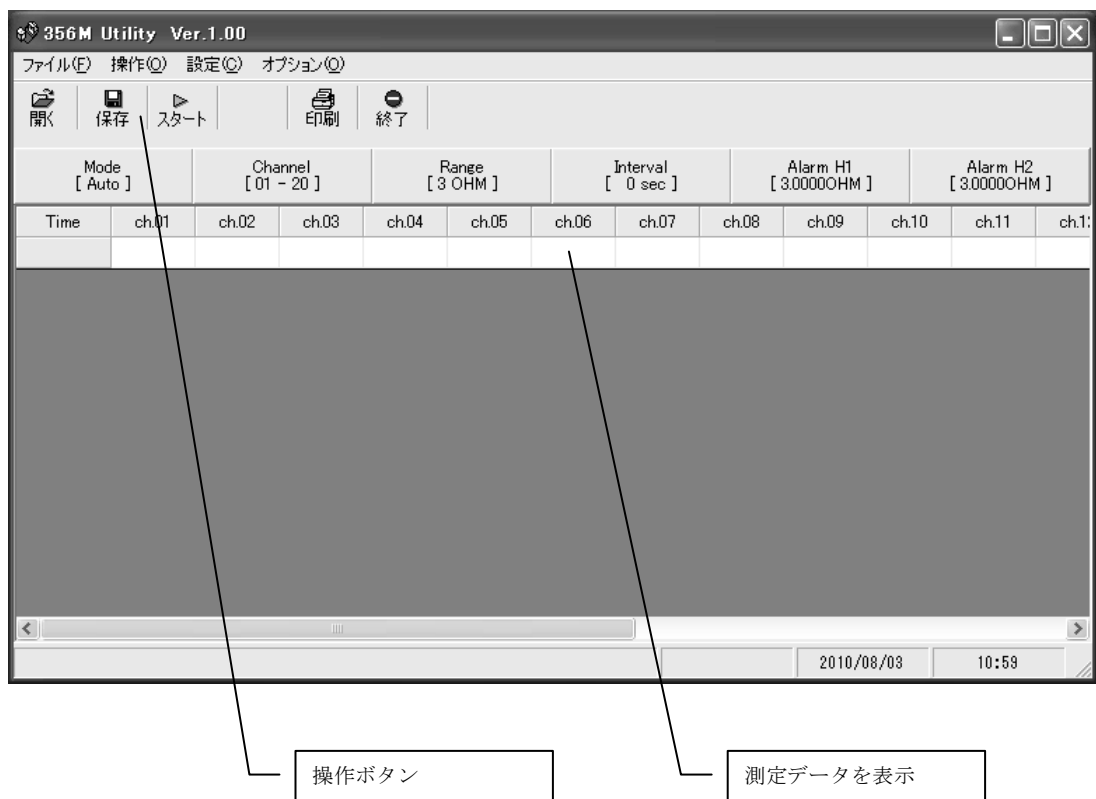 356M Utility Ver.1.00
ファイル(F) 操作(O) 設定(C) オプション(O)
開く 保存 スタート 印刷 終了
Mode Channel Range Interval Alarm H1 Alarm H2
[ Auto ] [ 01 - 20 ] [ 3 OHM ] [ 0 sec ] [ 3.0000OHM ] [ 3.0000OHM ]
Time ch.01 ch.02 ch.03 ch.04 ch.05 ch.06 ch.07 ch.08 ch.09 ch.10 ch.11
2010/08/03 10:59
操作ボタン 測定データを表示